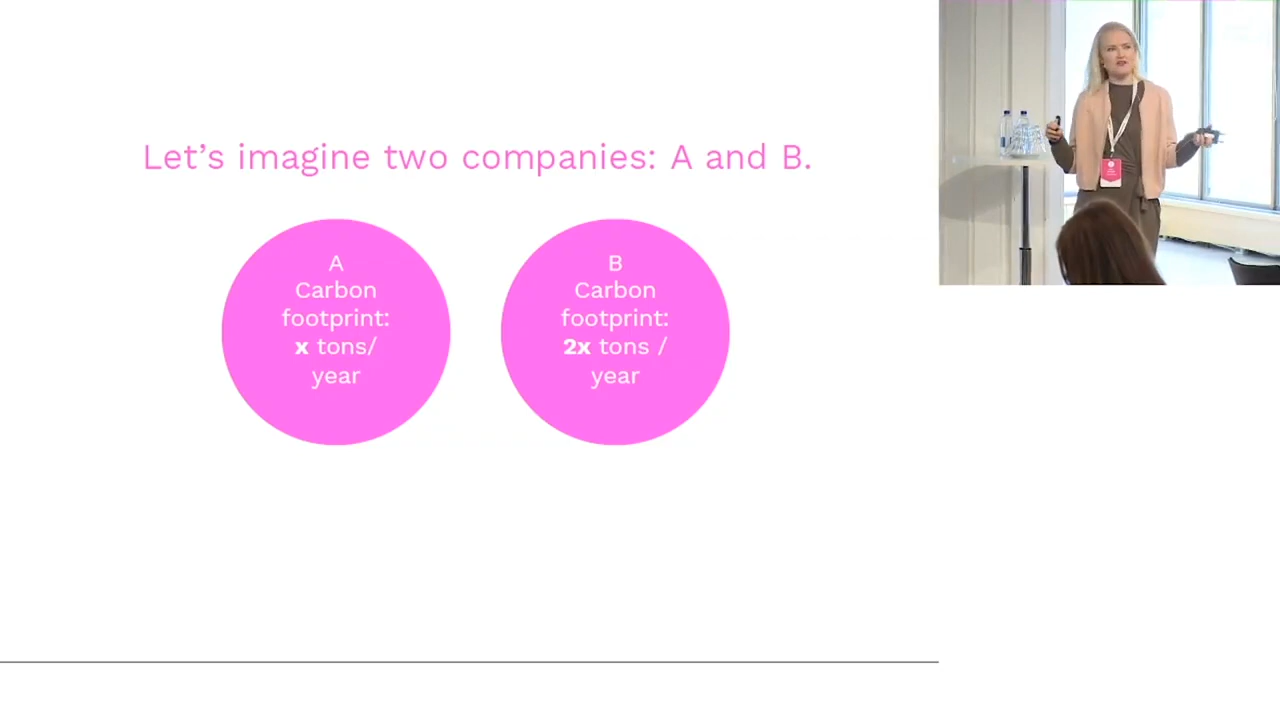 Let’s imagine two companies: A and B.
A
Carbon
footprint:
x tons/
year
B
Carbon
footprint:
2x tons /
year